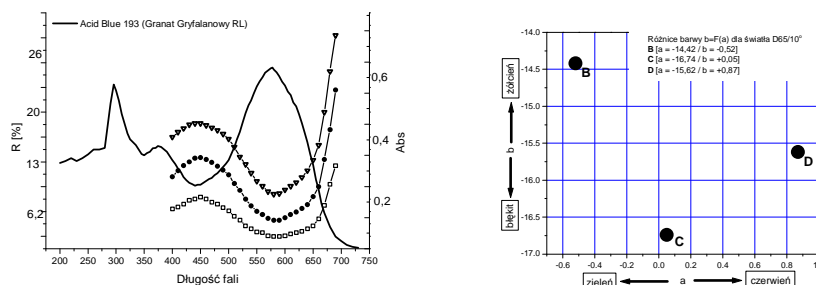 Acid Blue 193 (Granat Gryfalanowy RL)
26
20
13
6,2
R [%]
0,6
0,4
0,2
Abs
200 250 300 350 400 450 500 550 600 650 700 750
Długość fali
Różnice barwy b=F(a) dla światła D65/10°
B [a = -14,42 / b = -0,52]
C [a = -16,74 / b = +0,05]
D [a = -15,62 / b = +0,87]
-14.0
-14.5
-15.0
-15.5
-16.0
-16.5
-17.0
żółcień
b
błękit
B
D
C
-0.6 -0.4 -0.2 0.0 0.2 0.4 0.6 0.8
zieleń a czerwień